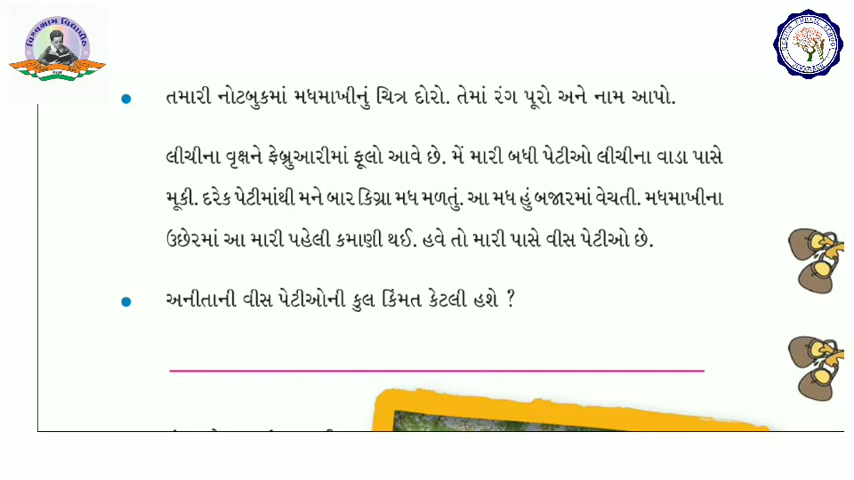 વિશ્વગ્રામ વિદ્યાપીઠ
તમારી નોટબુકમાં મધમાખીનું ચિત્ર દોરો. તેમાં રંગ પૂરો અને નામ આપો.
લીચીના વૃક્ષને ફેબ્રુઆરીમાં ફૂલો આવે છે. મેં મારી બધી પેટીઓ લીચીના વાડા પાસે
મૂકી. દરેક પેટીમાંથી મને બાર કિગ્રા મધ મળતું. આ મધ હું બજારમાં વેચતી. મધમાખીના
ઉછેરમાં આ મારી પહેલી કમાણી થઈ. હવે તો મારી પાસે વીસ પેટીઓ છે.
અનીતાની વીસ પેટીઓની કુલ કિંમત કેટલી હશે ?